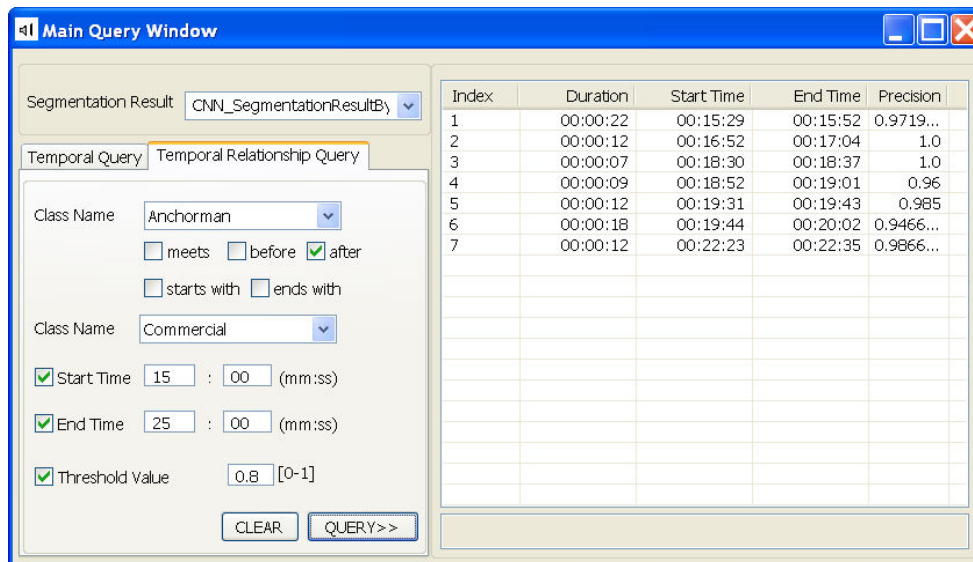 Main Query Window
Segmentation Result CNN_SegmentationResultBy
Temporal Query Temporal Relationship Query
Class Name Anchorman
meets before after
starts with ends with
Class Name Commercial
Start Time 15 : 00 (mm:ss)
End Time 25 : 00 (mm:ss)
Threshold Value 0.8 [0-1]
CLEAR QUERY>>
Index Duration Start Time End Time Precision
1 00:00:22 00:15:29 00:15:52 0.9719...
2 00:00:12 00:16:52 00:17:04 1.0
3 00:00:07 00:18:30 00:18:37 1.0
4 00:00:09 00:18:52 00:19:01 0.96
5 00:00:12 00:19:31 00:19:43 0.985
6 00:00:18 00:19:44 00:20:02 0.9466...
7 00:00:12 00:22:23 00:22:35 0.9866...